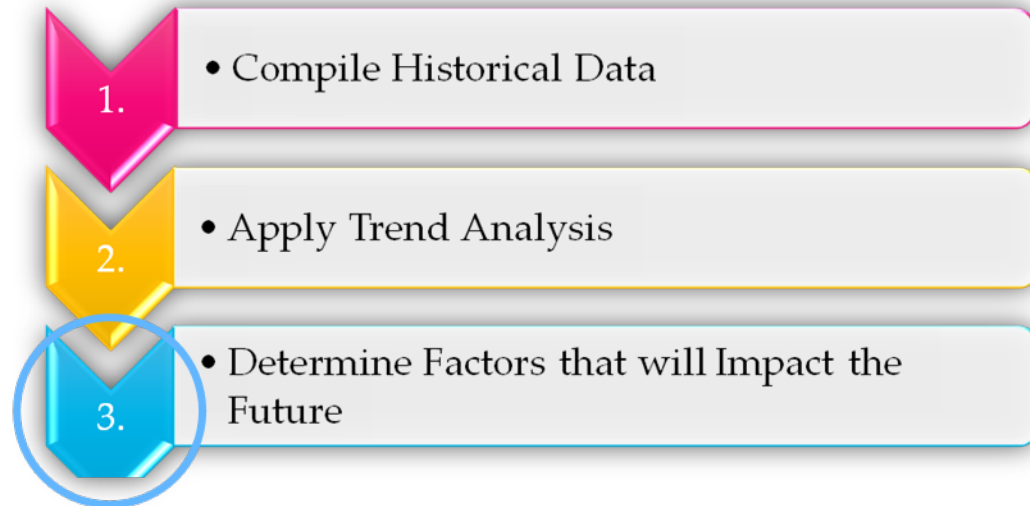 1.
• Compile Historical Data
2.
• Apply Trend Analysis
3.
• Determine Factors that will Impact the
Future